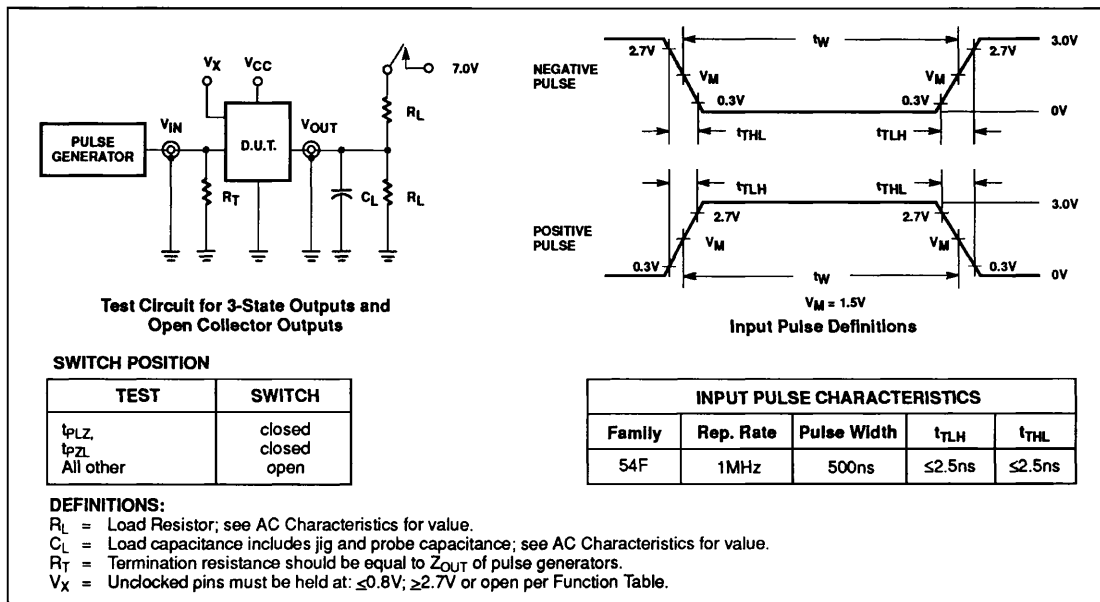 VX
VCC
7.0V
RL
VIN
VOUT
PULSE
GENERATOR
D.U.T.
RT
CL
RL
Test Circuit for 3-State Outputs and
Open Collector Outputs
NEGATIVE
PULSE
2.7V
tW
2.7V
3.0V
VM
VM
0.3V
0.3V
0V
tTHL
tTLH
POSITIVE
PULSE
tTLH
tTHL
3.0V
2.7V
2.7V
VM
VM
0.3V
0.3V
0V
tW
VM = 1.5V
Input Pulse Definitions
SWITCH POSITION
TEST SWITCH
tPLZ, closed
tPZL closed
All other open
INPUT PULSE CHARACTERISTICS
Family Rep. Rate Pulse Width tTLH tTHL
54F 1MHz 500ns ≤2.5ns ≤2.5ns
DEFINITIONS:
RL = Load Resistor; see AC Characteristics for value.
CL = Load capacitance includes jig and probe capacitance; see AC Characteristics for value.
RT = Termination resistance should be equal to ZOUT of pulse generators.
VX = Unclocked pins must be held at: ≤0.8V; ≥2.7V or open per Function Table.